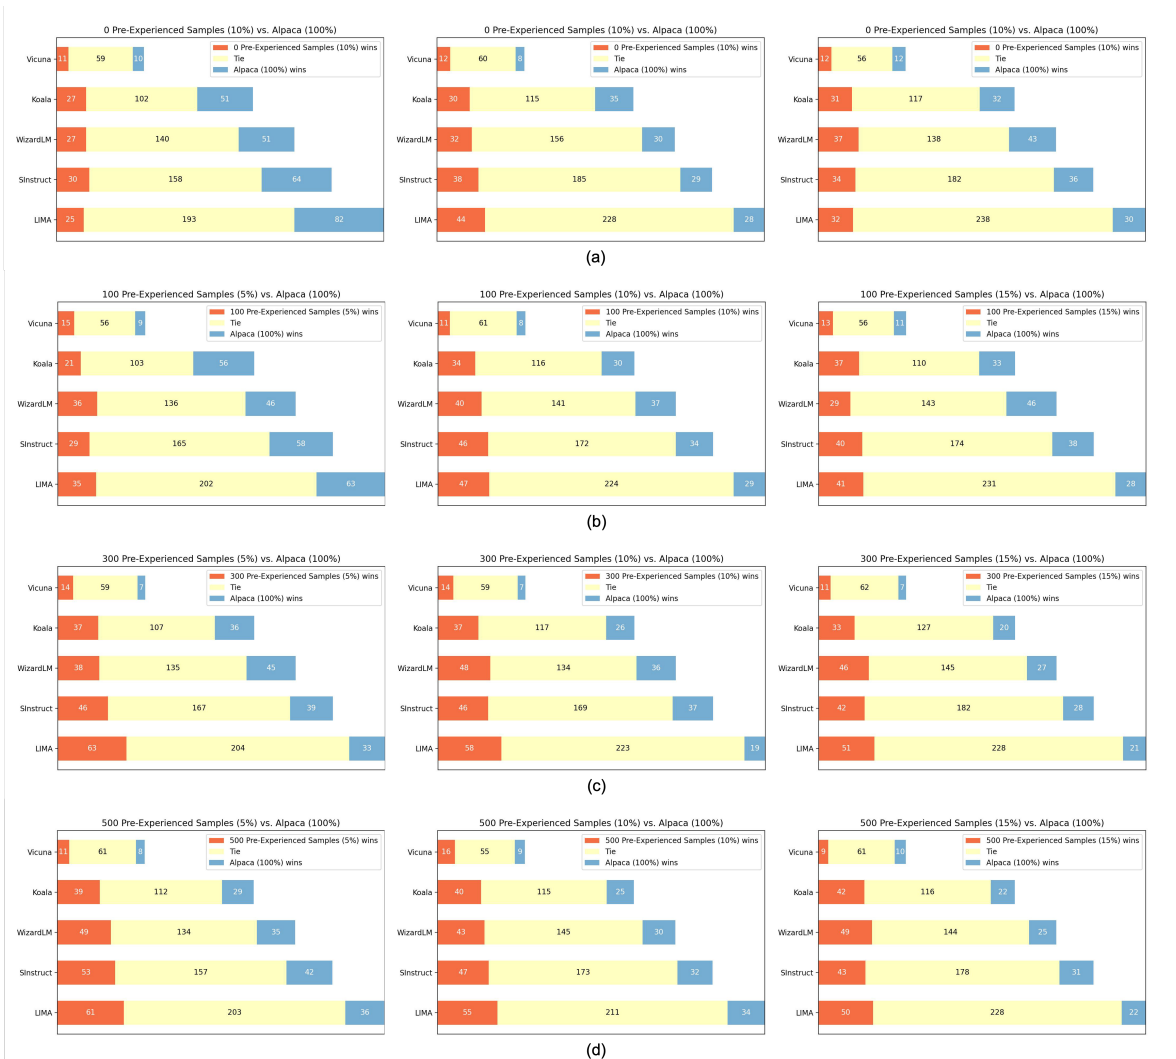 0 Pre-Experienced Samples (10%) vs. Alpaca (100%)
0 Pre-Experienced Samples (10%) wins
Tie
Alpaca (100%) wins
Vicuna 11 59 10
Koala 27 102 51
WizardLM 27 140 51
SInstruct 30 158 64
LIMA 25 193 82
0 Pre-Experienced Samples (10%) vs. Alpaca (100%)
0 Pre-Experienced Samples (10%) wins
Tie
Alpaca (100%) wins
Vicuna 12 60 8
Koala 30 115 35
WizardLM 32 156 30
SInstruct 38 185 29
LIMA 44 228 28
0 Pre-Experienced Samples (10%) vs. Alpaca (100%)
0 Pre-Experienced Samples (10%) wins
Tie
Alpaca (100%) wins
Vicuna 12 56 12
Koala 31 117 32
WizardLM 37 138 43
SInstruct 34 182 36
LIMA 32 238 30
(a)
100 Pre-Experienced Samples (5%) vs. Alpaca (100%)
100 Pre-Experienced Samples (5%) wins
Tie
Alpaca (100%) wins
Vicuna 15 56 9
Koala 21 103 56
WizardLM 36 136 46
SInstruct 29 165 58
LIMA 35 202 63
100 Pre-Experienced Samples (10%) vs. Alpaca (100%)
100 Pre-Experienced Samples (10%) wins
Tie
Alpaca (100%) wins
Vicuna 11 61 8
Koala 34 116 30
WizardLM 40 141 37
SInstruct 46 172 34
LIMA 47 224 29
100 Pre-Experienced Samples (15%) vs. Alpaca (100%)
100 Pre-Experienced Samples (15%) wins
Tie
Alpaca (100%) wins
Vicuna 13 56 11
Koala 37 110 33
WizardLM 29 143 46
SInstruct 40 174 38
LIMA 41 231 28
(b)
300 Pre-Experienced Samples (5%) vs. Alpaca (100%)
300 Pre-Experienced Samples (5%) wins
Tie
Alpaca (100%) wins
Vicuna 14 59 7
Koala 37 107 36
WizardLM 38 135 45
SInstruct 46 167 39
LIMA 63 204 33
300 Pre-Experienced Samples (10%) vs. Alpaca (100%)
300 Pre-Experienced Samples (10%) wins
Tie
Alpaca (100%) wins
Vicuna 14 59 7
Koala 37 117 26
WizardLM 48 134 36
SInstruct 46 169 37
LIMA 58 223 19
300 Pre-Experienced Samples (15%) vs. Alpaca (100%)
300 Pre-Experienced Samples (15%) wins
Tie
Alpaca (100%) wins
Vicuna 11 62 7
Koala 33 127 20
WizardLM 46 145 27
SInstruct 42 182 28
LIMA 51 228 21
(c)
500 Pre-Experienced Samples (5%) vs. Alpaca (100%)
500 Pre-Experienced Samples (5%) wins
Tie
Alpaca (100%) wins
Vicuna 11 61 8
Koala 39 112 29
WizardLM 49 134 35
SInstruct 53 157 42
LIMA 61 203 36
500 Pre-Experienced Samples (10%) vs. Alpaca (100%)
500 Pre-Experienced Samples (10%) wins
Tie
Alpaca (100%) wins
Vicuna 16 55 9
Koala 40 115 25
WizardLM 43 145 30
SInstruct 47 173 32
LIMA 55 211 34
500 Pre-Experienced Samples (15%) vs. Alpaca (100%)
500 Pre-Experienced Samples (15%) wins
Tie
Alpaca (100%) wins
Vicuna 9 61 10
Koala 42 116 22
WizardLM 49 144 25
SInstruct 43 178 31
LIMA 50 228 22
(d)